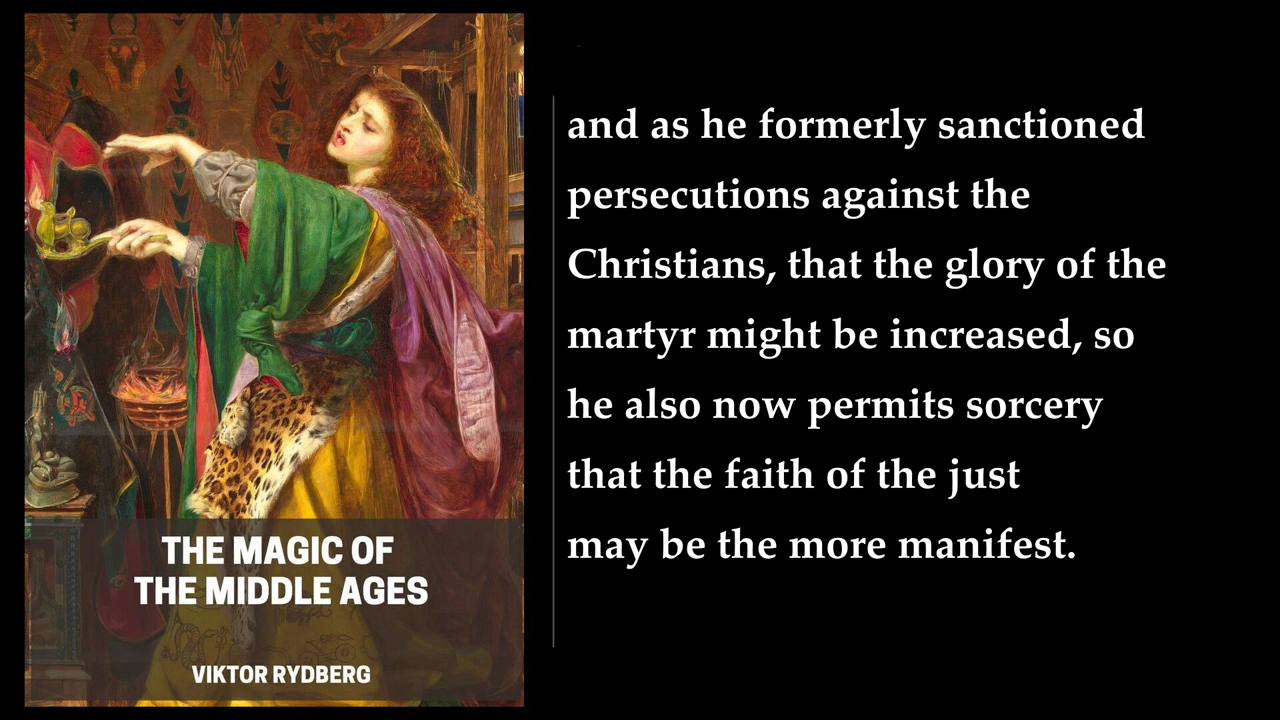 and as he formerly sanctioned
persecutions against the
Christians, that the glory of the
martyr might be increased, so
he also now permits sorcery
that the faith of the just
may be the more manifest.
THE MAGIC OF
THE MIDDLE AGES
VIKTOR RYDBERG